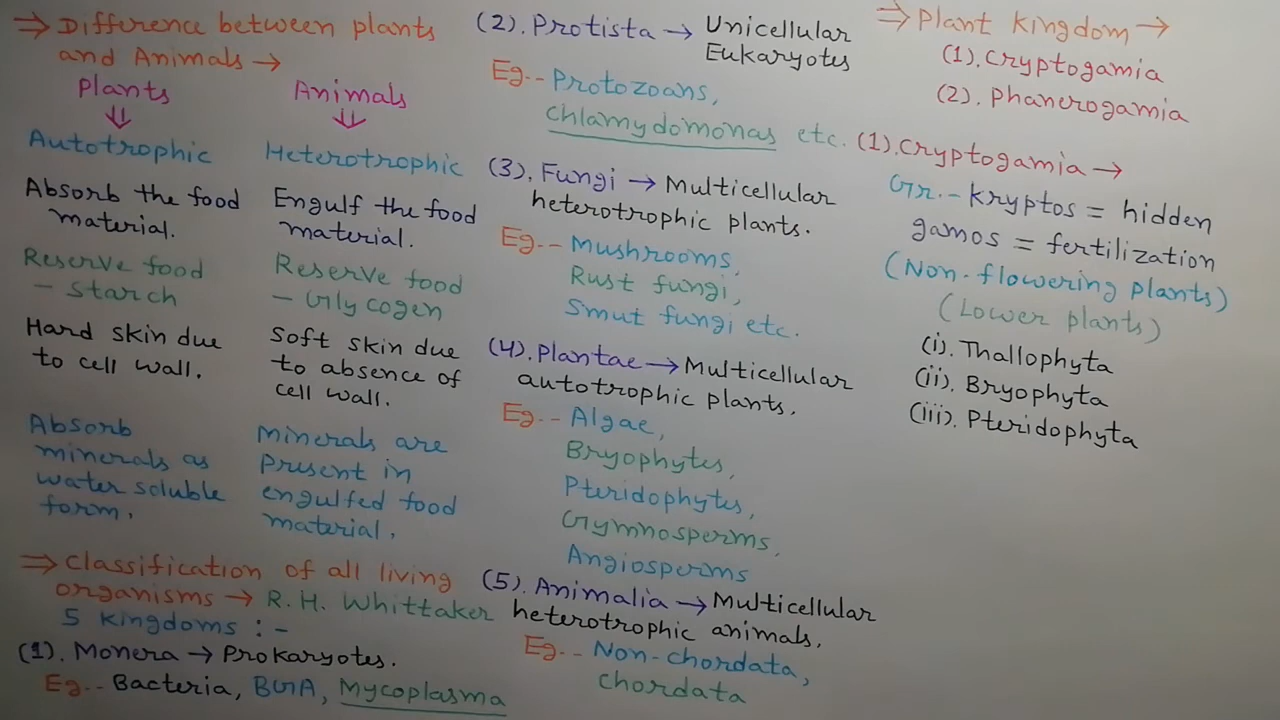 ⇒ Difference between plants
and Animals →
Plants
Animals
Autotrophic
Heterotrophic
Absorb the food
material.
Engulf the food
material.
Reserve food
- Starch
Reserve food
- Glycogen
Hard skin due
to cell wall.
Soft skin due
to absence of
cell wall.
Absorb
minerals as
water soluble
form.
Minerals are
present in
engulfed food
material.
⇒ Classification of all living
organisms → R. H. Whittaker
5 kingdoms : -
(1). Monera → Prokaryotes.
Eg.- Bacteria, BGA, Mycoplasma
(2). Protista → Unicellular
Eukaryotes
Eg.- Protozoans,
Chlamydomonas etc.
(3). Fungi → Multicellular
heterotrophic plants.
Eg.- Mushrooms,
Rust fungi,
Smut fungi etc.
(4). Plantae → Multicellular
autotrophic plants.
Eg.- Algae,
Bryophytes,
Pteridophytes,
Gymnosperms,
Angiosperms
(5). Animalia → Multicellular
heterotrophic animals.
Eg.- Non-chordata,
chordata
⇒ Plant Kingdom →
(1). Cryptogamia
(2). Phanerogamia
(1). Cryptogamia →
Gr.- kryptos = hidden
gamos = fertilization
(Non-flowering plants)
(Lower plants)
(i). Thallophyta
(ii). Bryophyta
(iii). Pteridophyta